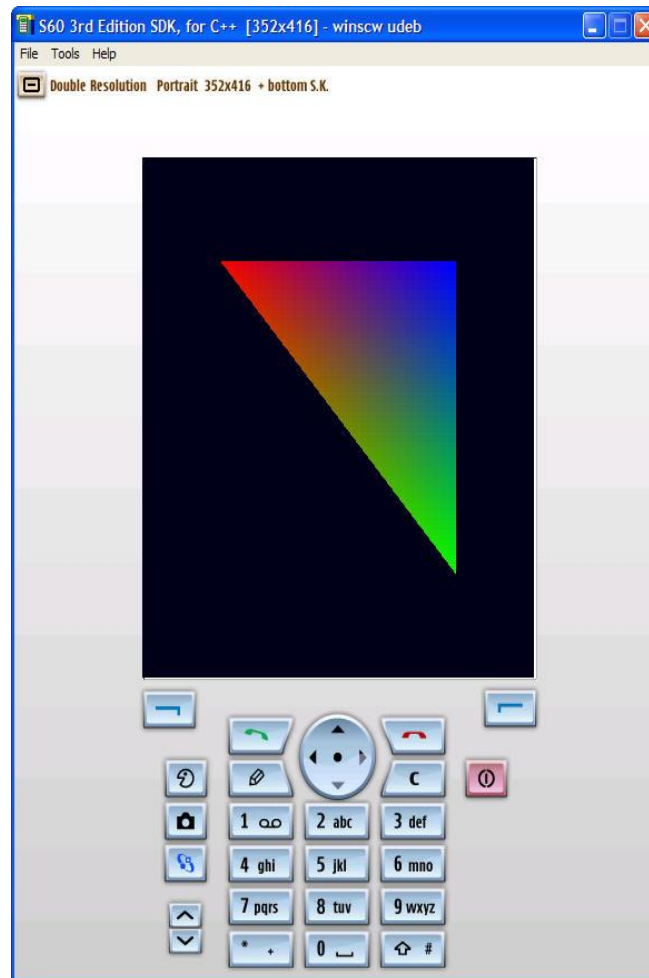 S60 3rd Edition SDK, for C++ [352x416] - winscw udeb
File Tools Help
Double Resolution Portrait 352x416 + bottom S.K.
C
1 2 abc 3 def
4 ghi 5 jkl 6 mno
7 pqrs 8 tuv 9 wxyz
* + 0 #